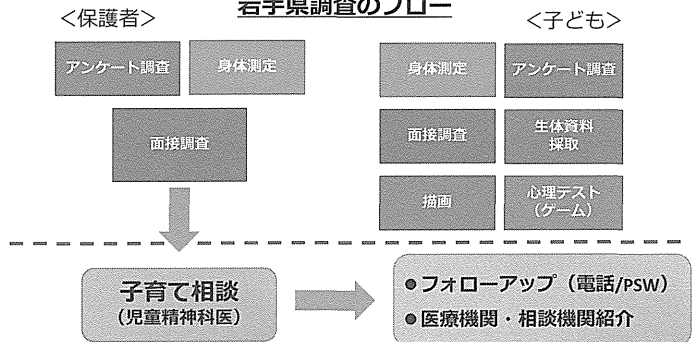 岩手県調査のフロー
＜保護者＞
アンケート調査
身体測定
面接調査
＜子ども＞
身体測定
アンケート調査
面接調査
生体資料
採取
描画
心理テスト
（ゲーム）
子育て相談
（児童精神科医）
●フォローアップ（電話/PSW）
●医療機関・相談機関紹介